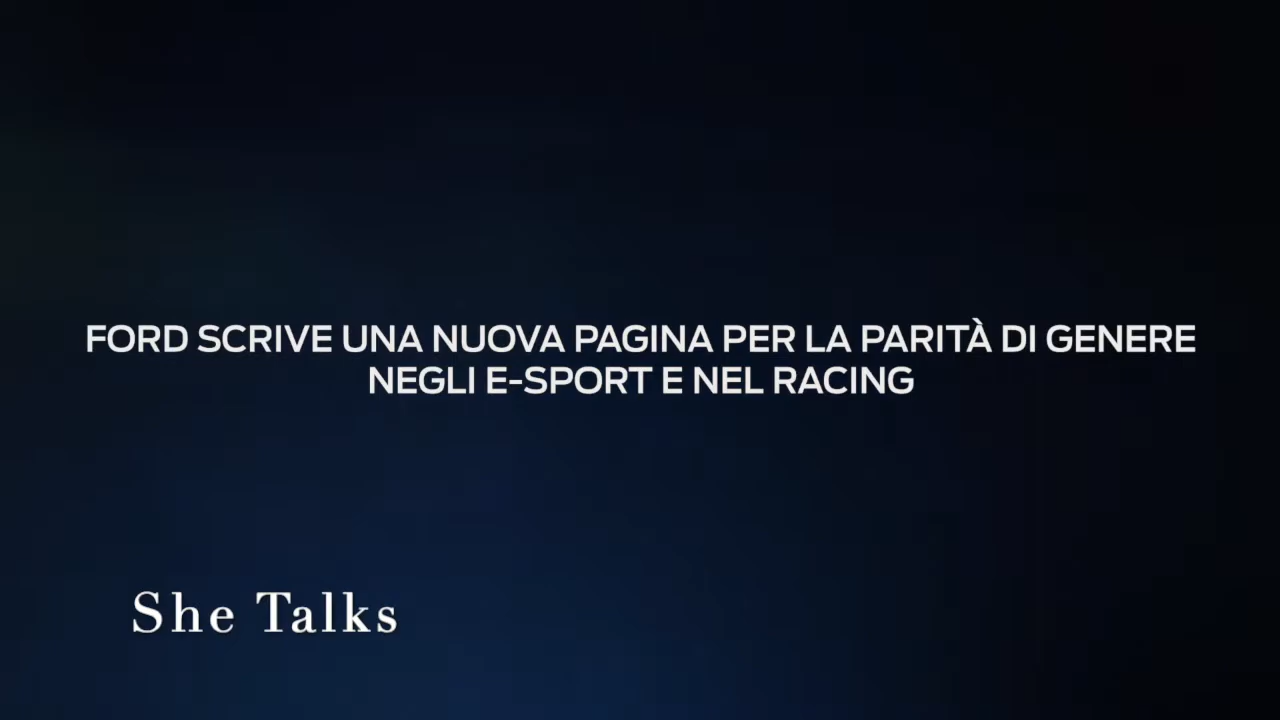 FORD SCRIVE UNA NUOVA PAGINA PER LA PARITÀ DI GENERE
NEGLI E-SPORT E NEL RACING
She Talks